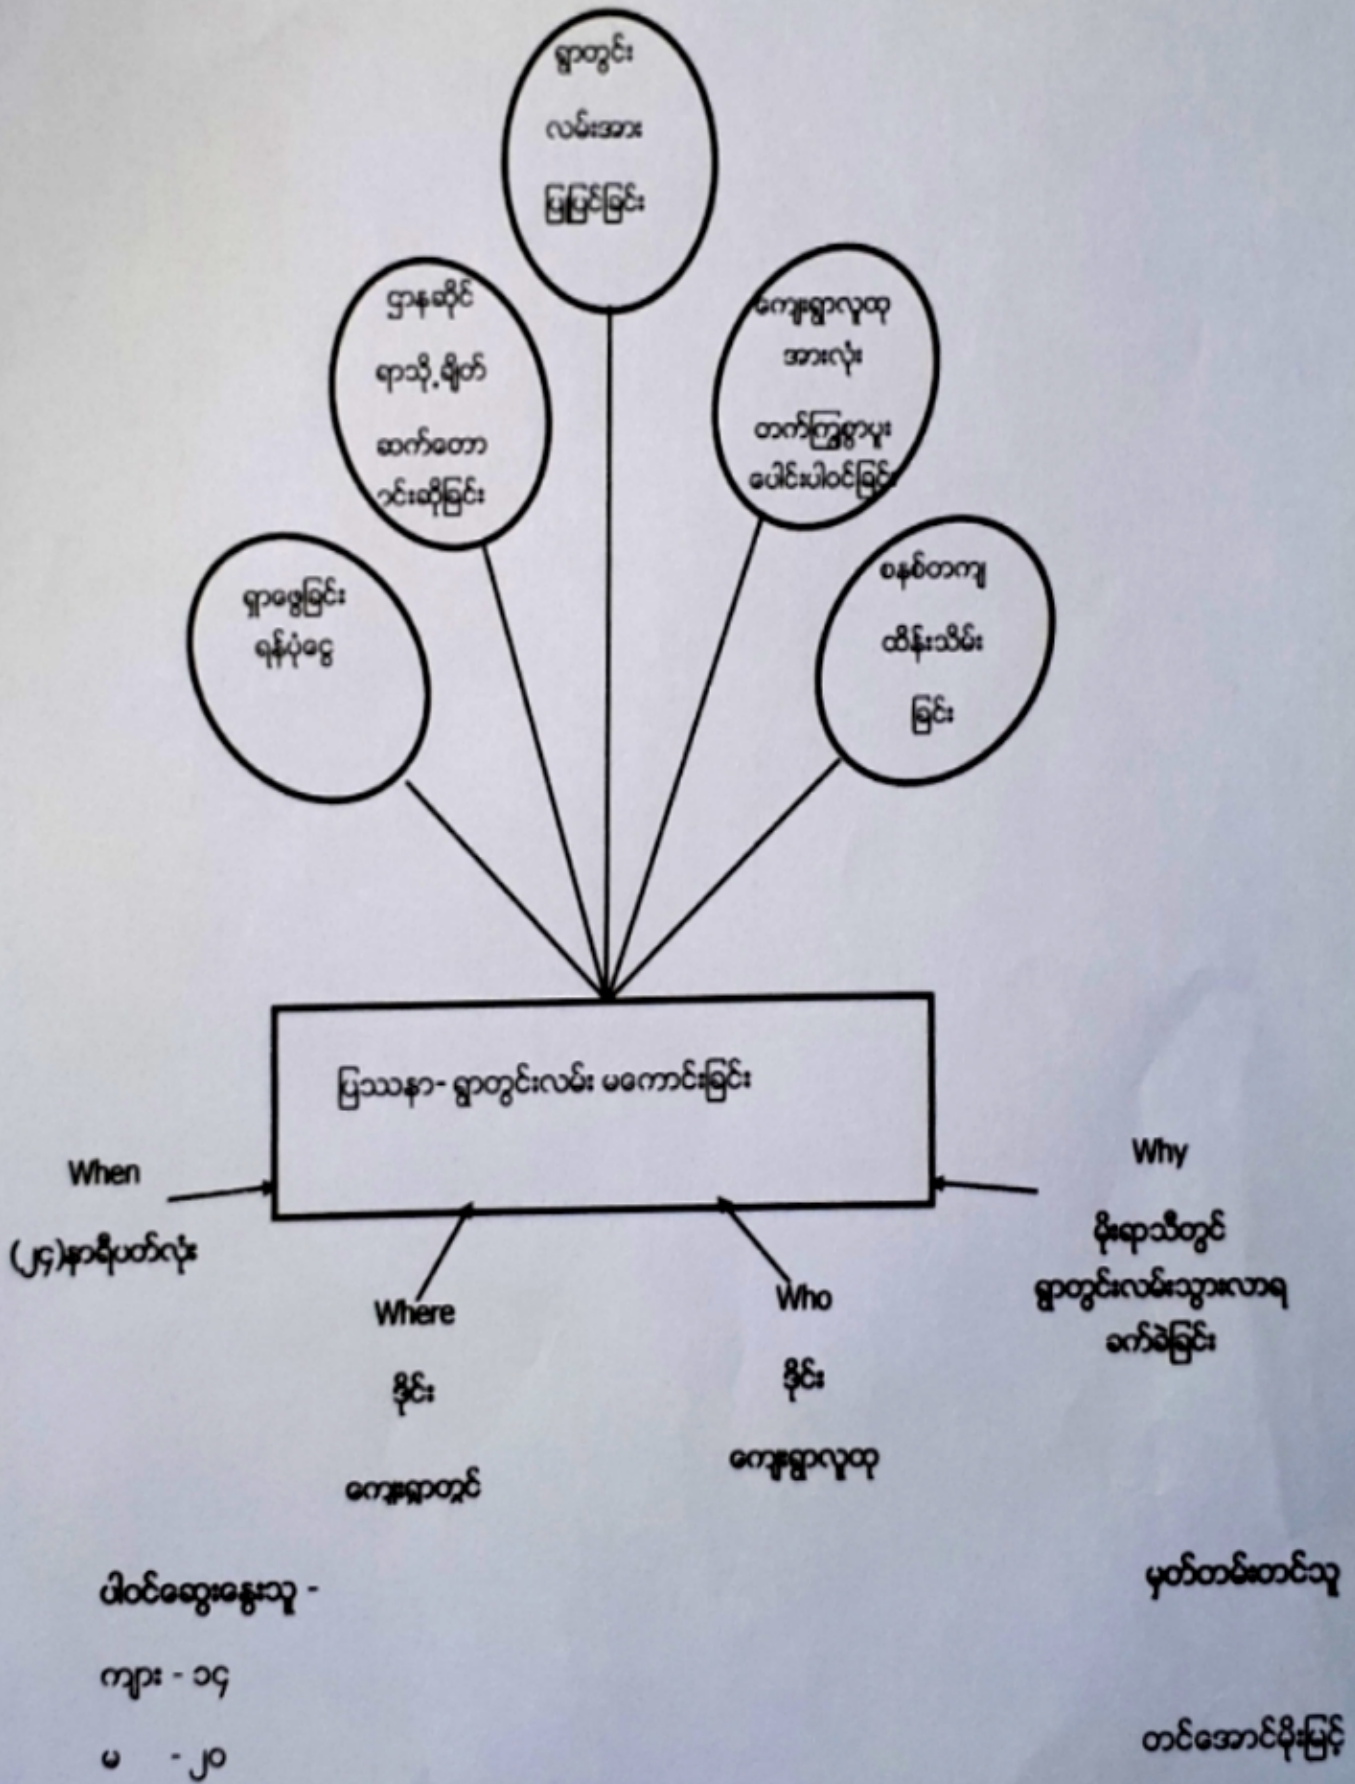 ရွာတွင်း
လမ်းအား
ပြုပြင်ခြင်း
ဌာနဆိုင်
ရာသို့ချိတ်
ဆက်တော
ာင်းဆိုခြင်း
ကျေးရွာလူထု
အားလုံး
တက်ကြွစွာပူး
ပေါင်းပါဝင်ခြင်း
ရှာဖွေခြင်း
ရန်ပုံငွေ
စနစ်တကျ
ထိန်းသိမ်း
ခြင်း
ပြဿနာ- ရွာတွင်းလမ်း မကောင်းခြင်း
When
(၂၄)နာရီပတ်လုံး
Where
ဒိုင်း
ကျေးရွာတွင်
Who
ဒိုင်း
ကျေးရွာလူထု
Why
မိုးရာသီတွင်
ရွာတွင်းလမ်းသွားလာရ
ခက်ခဲခြင်း
ပါဝင်ဆွေးနွေးသူ -
ကျား - ၁၄
မ - ၂၀
မှတ်တမ်းတင်သူ
တင်အောင်မိုးမြင့်